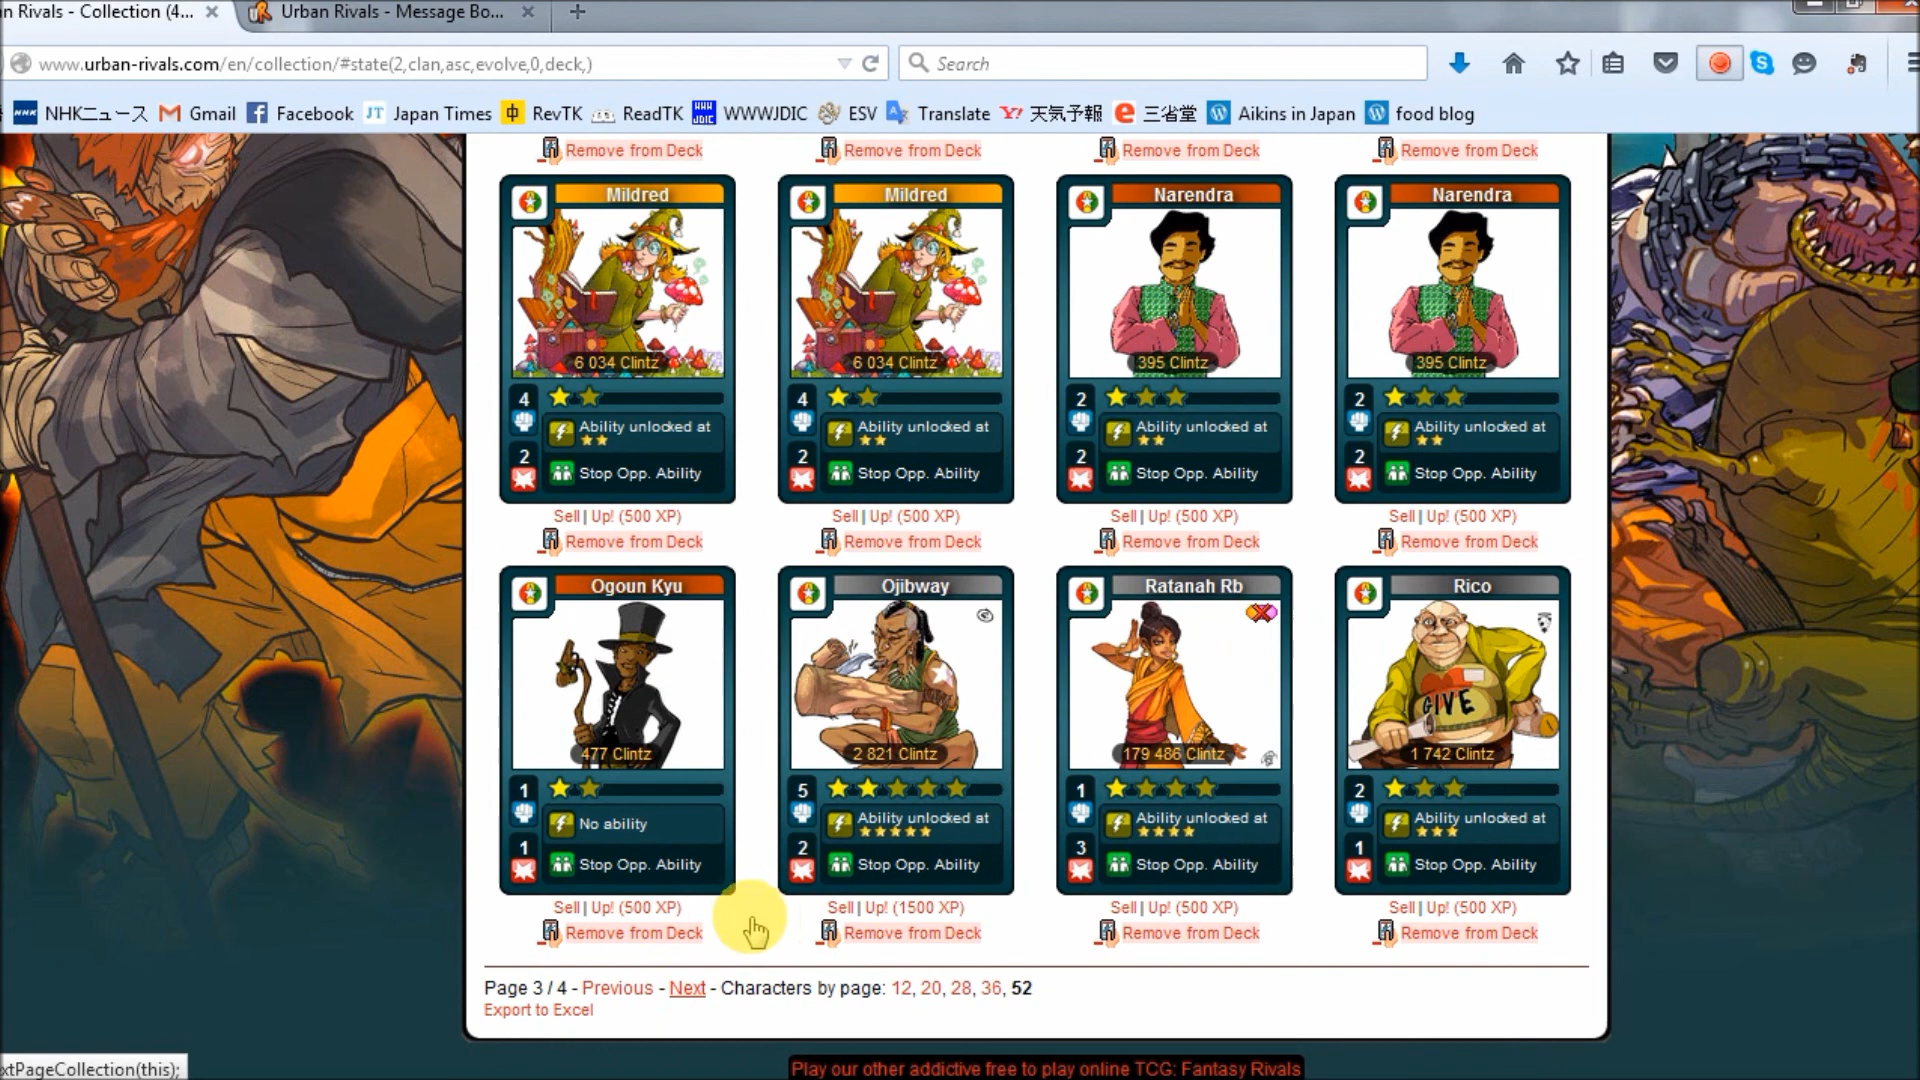 n Rivals - Collection (4...
Urban Rivals - Message Bo...
www.urban-rivals.com/en/collection/#state(2,clan,asc,evolve,0,deck,)
Search
NHKニュース Gmail Facebook JT Japan Times 中 RevTK ReadTK WWWJDIC ESV Translate 天気予報 三省堂 Aikins in Japan food blog
Remove from Deck Remove from Deck Remove from Deck Remove from Deck
Mildred Mildred Narendra Narendra
6 034 Clintz 6 034 Clintz 395 Clintz 395 Clintz
4 4 2 2
Ability unlocked at Ability unlocked at Ability unlocked at Ability unlocked at
2 2 2 2
Stop Opp. Ability Stop Opp. Ability Stop Opp. Ability Stop Opp. Ability
Sell | Up! (500 XP) Sell | Up! (500 XP) Sell | Up! (500 XP) Sell | Up! (500 XP)
Remove from Deck Remove from Deck Remove from Deck Remove from Deck
Ogoun Kyu Ojibway Ratanah Rb Rico
GIVE
477 Clintz 2 821 Clintz 179 486 Clintz 1 742 Clintz
1 5 1 2
No ability Ability unlocked at Ability unlocked at Ability unlocked at
1 2 3 1
Stop Opp. Ability Stop Opp. Ability Stop Opp. Ability Stop Opp. Ability
Sell | Up! (500 XP) Sell | Up! (1500 XP) Sell | Up! (500 XP) Sell | Up! (500 XP)
Remove from Deck Remove from Deck Remove from Deck Remove from Deck
Page 3 / 4 - Previous - Next - Characters by page: 12, 20, 28, 36, 52
Export to Excel
xtPageCollection(this);
Play our other addictive free to play online TCG: Fantasy Rivals